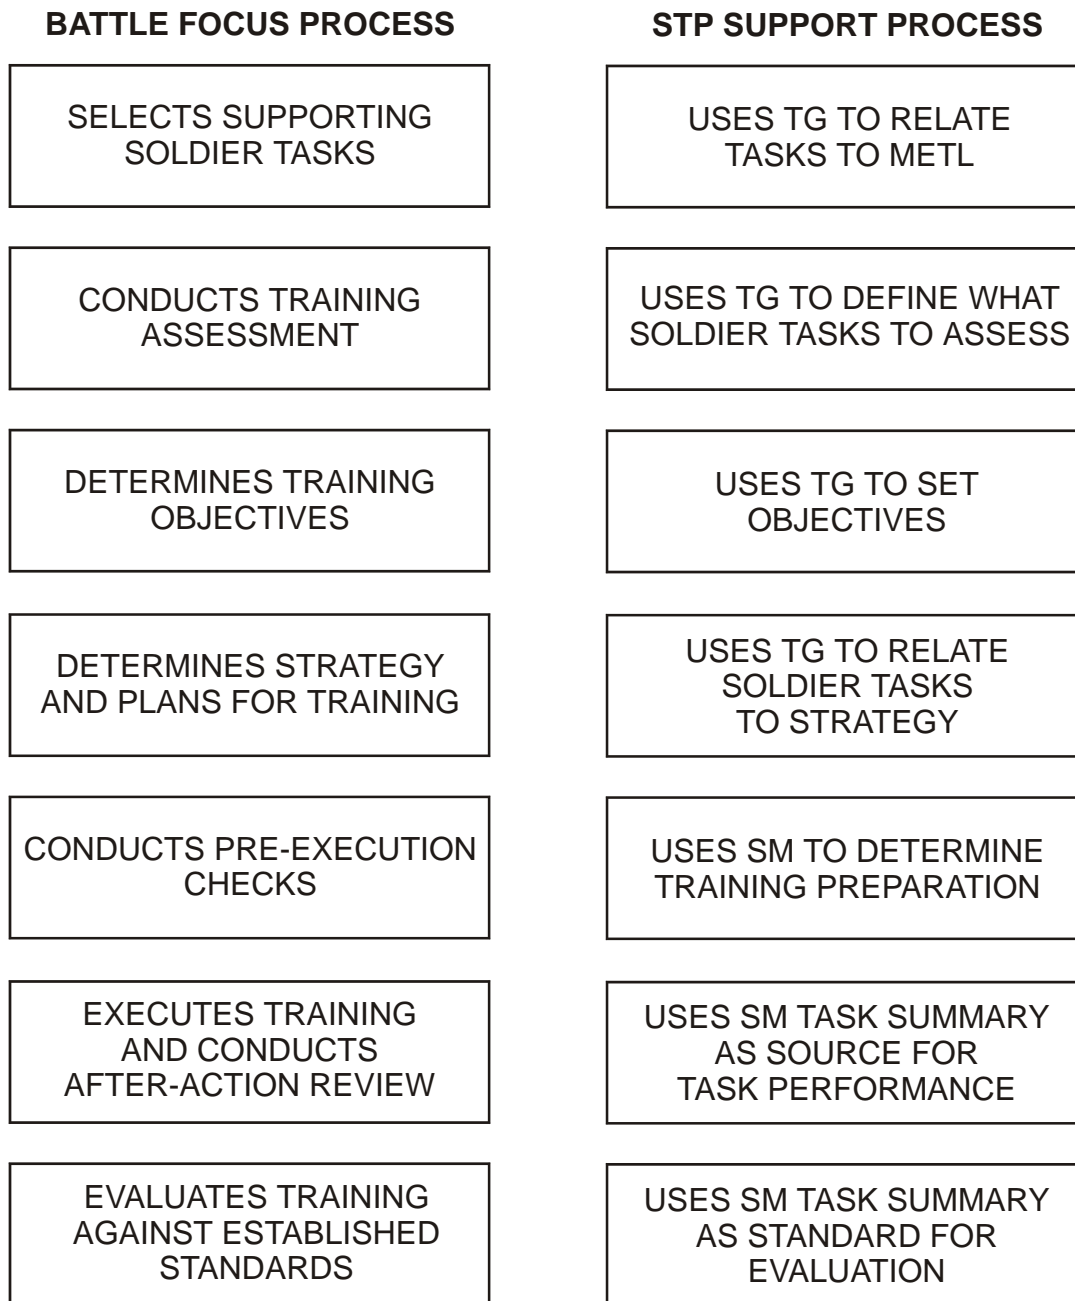 BATTLE FOCUS PROCESS
STP SUPPORT PROCESS
SELECTS SUPPORTING
SOLDIER TASKS
USES TG TO RELATE
TASKS TO METL
CONDUCTS TRAINING
ASSESSMENT
USES TG TO DEFINE WHAT
SOLDIER TASKS TO ASSESS
DETERMINES TRAINING
OBJECTIVES
USES TG TO SET
OBJECTIVES
DETERMINES STRATEGY
AND PLANS FOR TRAINING
USES TG TO RELATE
SOLDIER TASKS
TO STRATEGY
CONDUCTS PRE-EXECUTION
CHECKS
USES SM TO DETERMINE
TRAINING PREPARATION
EXECUTES TRAINING
AND CONDUCTS
AFTER-ACTION REVIEW
USES SM TASK SUMMARY
AS SOURCE FOR
TASK PERFORMANCE
EVALUATES TRAINING
AGAINST ESTABLISHED
STANDARDS
USES SM TASK SUMMARY
AS STANDARD FOR
EVALUATION